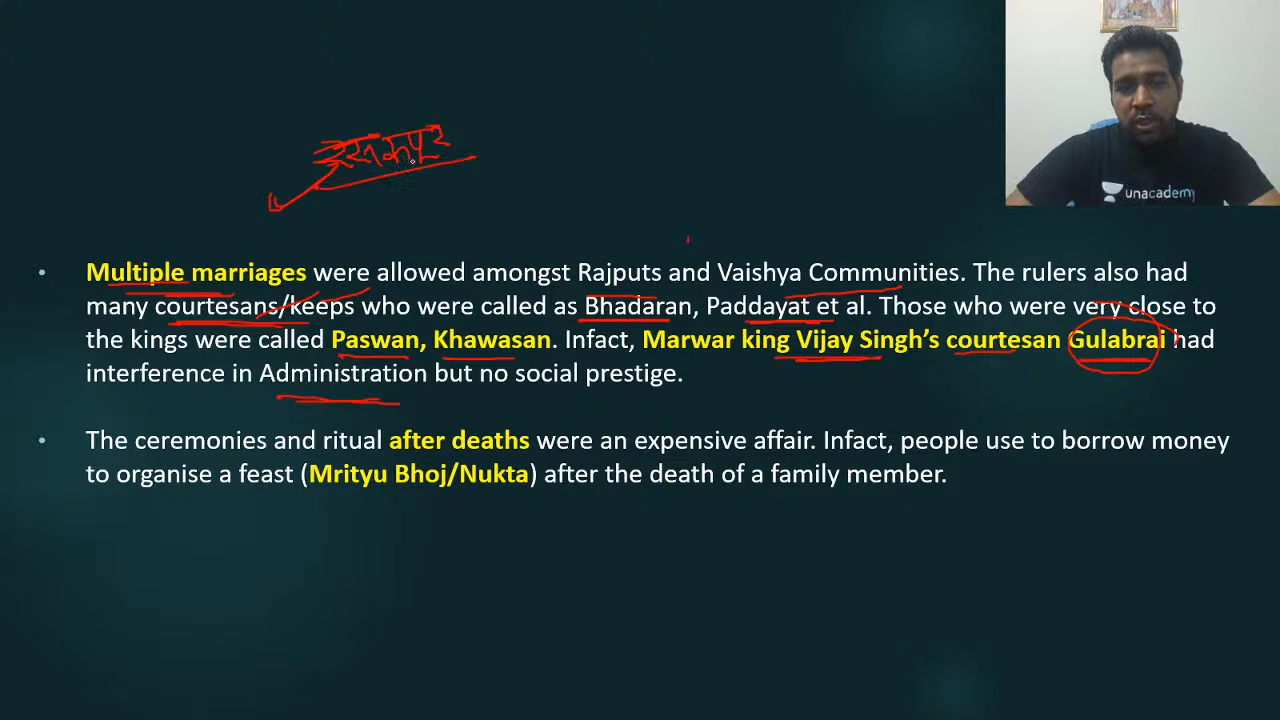 unacademy
रसकपूर
• Multiple marriages were allowed amongst Rajputs and Vaishya Communities. The rulers also had
many courtesans/keeps who were called as Bhadaran, Paddayat et al. Those who were very close to
the kings were called Paswan, Khawasan. Infact, Marwar king Vijay Singh's courtesan Gulabrai had
interference in Administration but no social prestige.
• The ceremonies and ritual after deaths were an expensive affair. Infact, people use to borrow money
to organise a feast (Mrityu Bhoj/Nukta) after the death of a family member.